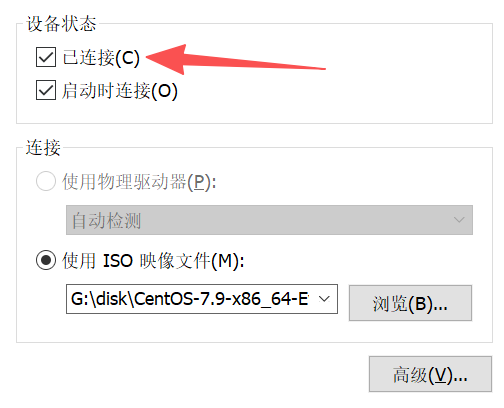 设备状态
已连接(C)
启动时连接(O)
连接
使用物理驱动器(P):
自动检测
使用 ISO 映像文件(M):
G:\disk\CentOS-7.9-x86_64-E
浏览(B)...
高级(V)...